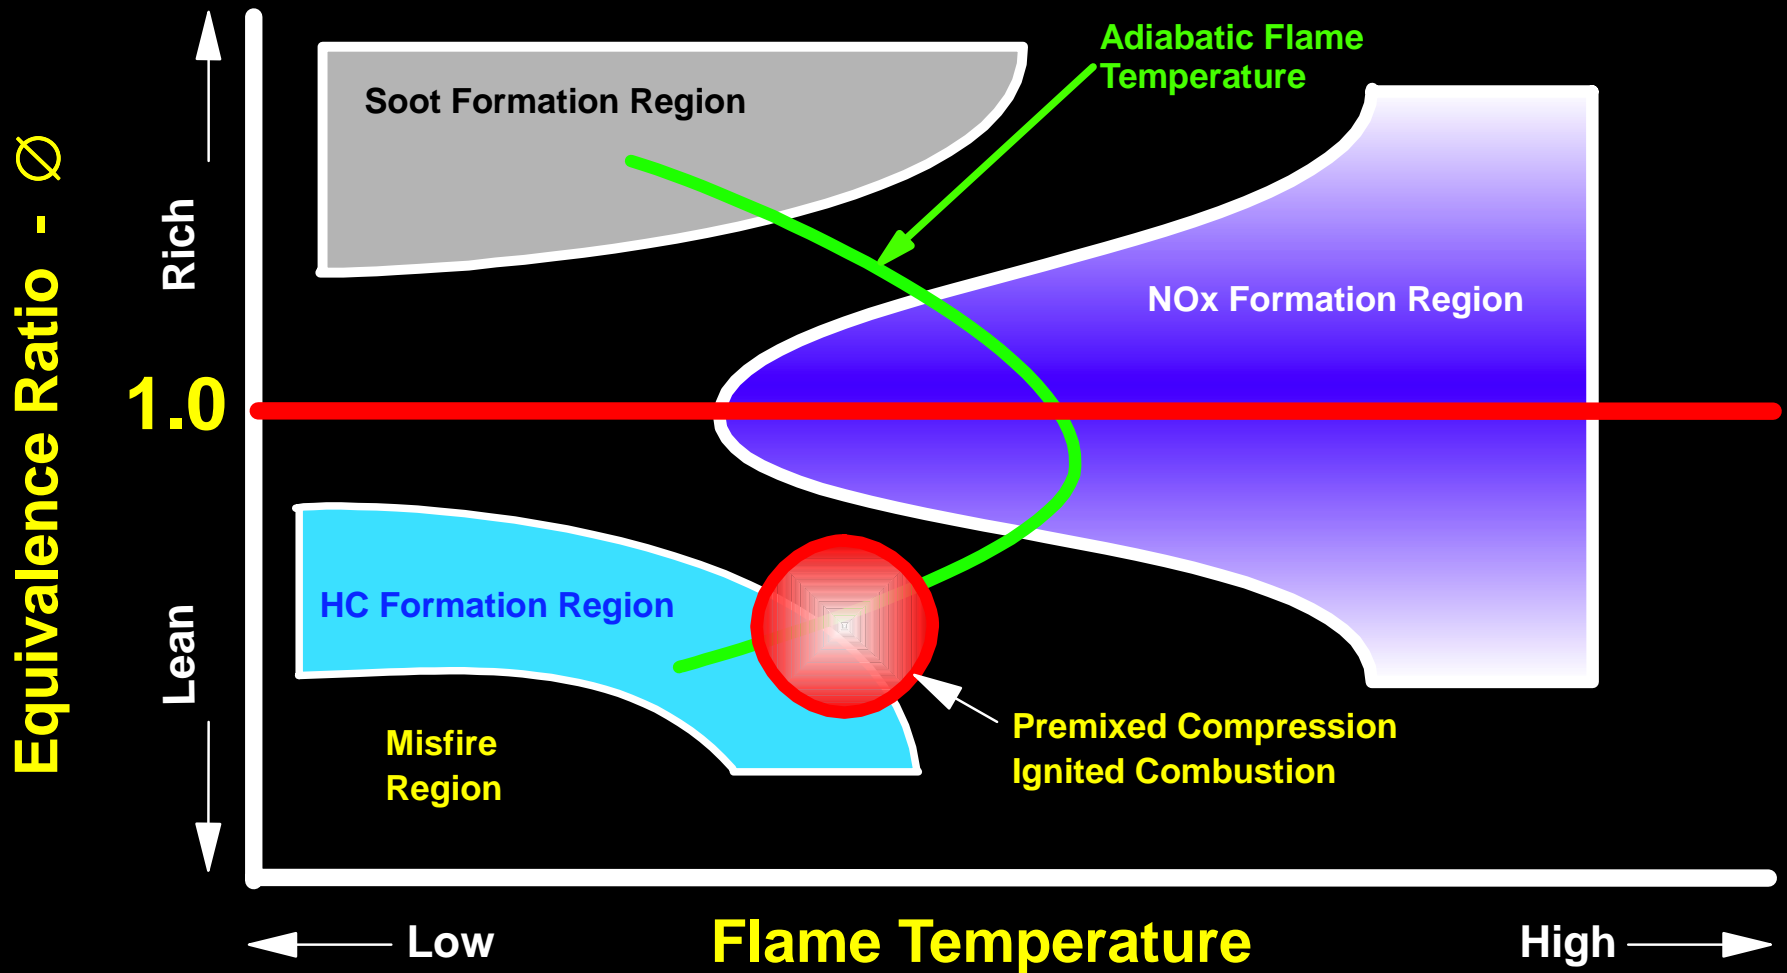 Adiabatic Flame
Temperature
Soot Formation Region
Equivalence Ratio - Ø
Rich
NOx Formation Region
1.0
HC Formation Region
Lean
Misfire
Region
Premixed Compression
Ignited Combustion
Low
Flame Temperature
High